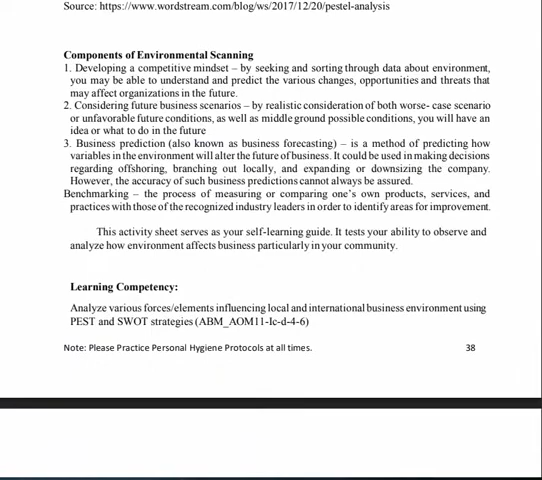 Source: https://www.wordstream.com/blog/ws/2017/12/20/pestel-analysis
Components of Environmental Scanning
1. Developing a competitive mindset – by seeking and sorting through data about environment,
you may be able to understand and predict the various changes, opportunities and threats that
may affect organizations in the future.
2. Considering future business scenarios – by realistic consideration of both worse- case scenario
or unfavorable future conditions, as well as middle ground possible conditions, you will have an
idea or what to do in the future
3. Business prediction (also known as business forecasting) – is a method of predicting how
variables in the environment will alter the future of business. It could be used in making decisions
regarding offshoring, branching out locally, and expanding or downsizing the company.
However, the accuracy of such business predictions cannot always be assured.
Benchmarking – the process of measuring or comparing one's own products, services, and
practices with those of the recognized industry leaders in order to identify areas for improvement.
This activity sheet serves as your self-learning guide. It tests your ability to observe and
analyze how environment affects business particularly in your community.
Learning Competency:
Analyze various forces/elements influencing local and international business environment using
PEST and SWOT strategies (ABM_AOM11-Ic-d-4-6)
Note: Please Practice Personal Hygiene Protocols at all times. 38